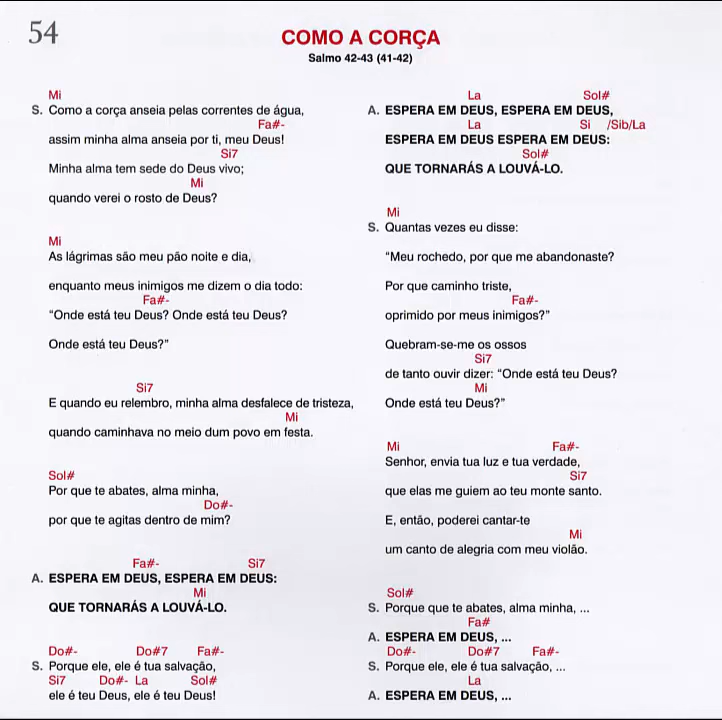 54
COMO A CORÇA
Salmo 42-43 (41-42)
Mi
S. Como a corça anseia pelas correntes de água,
Fa#-
assim minha alma anseia por ti, meu Deus!
Si7
Minha alma tem sede do Deus vivo;
Mi
quando verei o rosto de Deus?
Mi
As lágrimas são meu pão noite e dia,
enquanto meus inimigos me dizem o dia todo:
Fa#-
"Onde está teu Deus? Onde está teu Deus?
Onde está teu Deus?"
Si7
E quando eu relembro, minha alma desfalece de tristeza,
Mi
quando caminhava no meio dum povo em festa.
Sol#
Por que te abates, alma minha,
Do#-
por que te agitas dentro de mim?
Fa#- Si7
A. ESPERA EM DEUS, ESPERA EM DEUS:
Mi
QUE TORNARÁS A LOUVÁ-LO.
Do#- Do#7 Fa#-
S. Porque ele, ele é tua salvação,
Si7 Do#- La Sol#
ele é teu Deus, ele é teu Deus!
La Sol#
A. ESPERA EM DEUS, ESPERA EM DEUS,
La Si /Sib/La
ESPERA EM DEUS ESPERA EM DEUS:
Sol#
QUE TORNARÁS A LOUVÁ-LO.
Mi
S. Quantas vezes eu disse:
"Meu rochedo, por que me abandonaste?
Por que caminho triste,
Fa#-
oprimido por meus inimigos?"
Quebram-se-me os ossos
Si7
de tanto ouvir dizer: "Onde está teu Deus?
Mi
Onde está teu Deus?"
Mi Fa#-
Senhor, envia tua luz e tua verdade,
Si7
que elas me guiem ao teu monte santo.
E, então, poderei cantar-te
Mi
um canto de alegria com meu violão.
Sol#
S. Porque que te abates, alma minha, ...
Fa#
A. ESPERA EM DEUS, ...
Do#- Do#7 Fa#-
S. Porque ele, ele é tua salvação, ...
La
A. ESPERA EM DEUS, ...